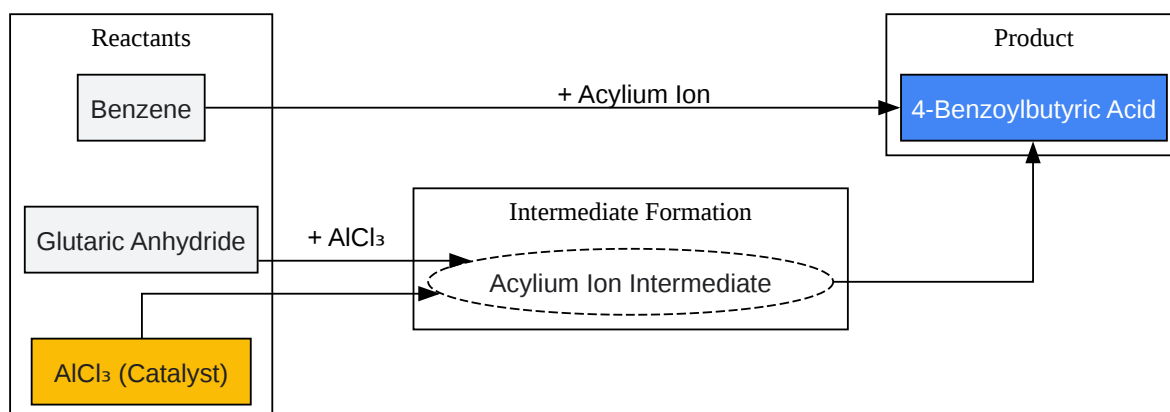 Reactants
Product
Benzene
+ Acylium Ion
4-Benzoylbutyric Acid
Intermediate Formation
Glutaric Anhydride
+ AlCl₃
Acylium Ion Intermediate
AlCl₃ (Catalyst)